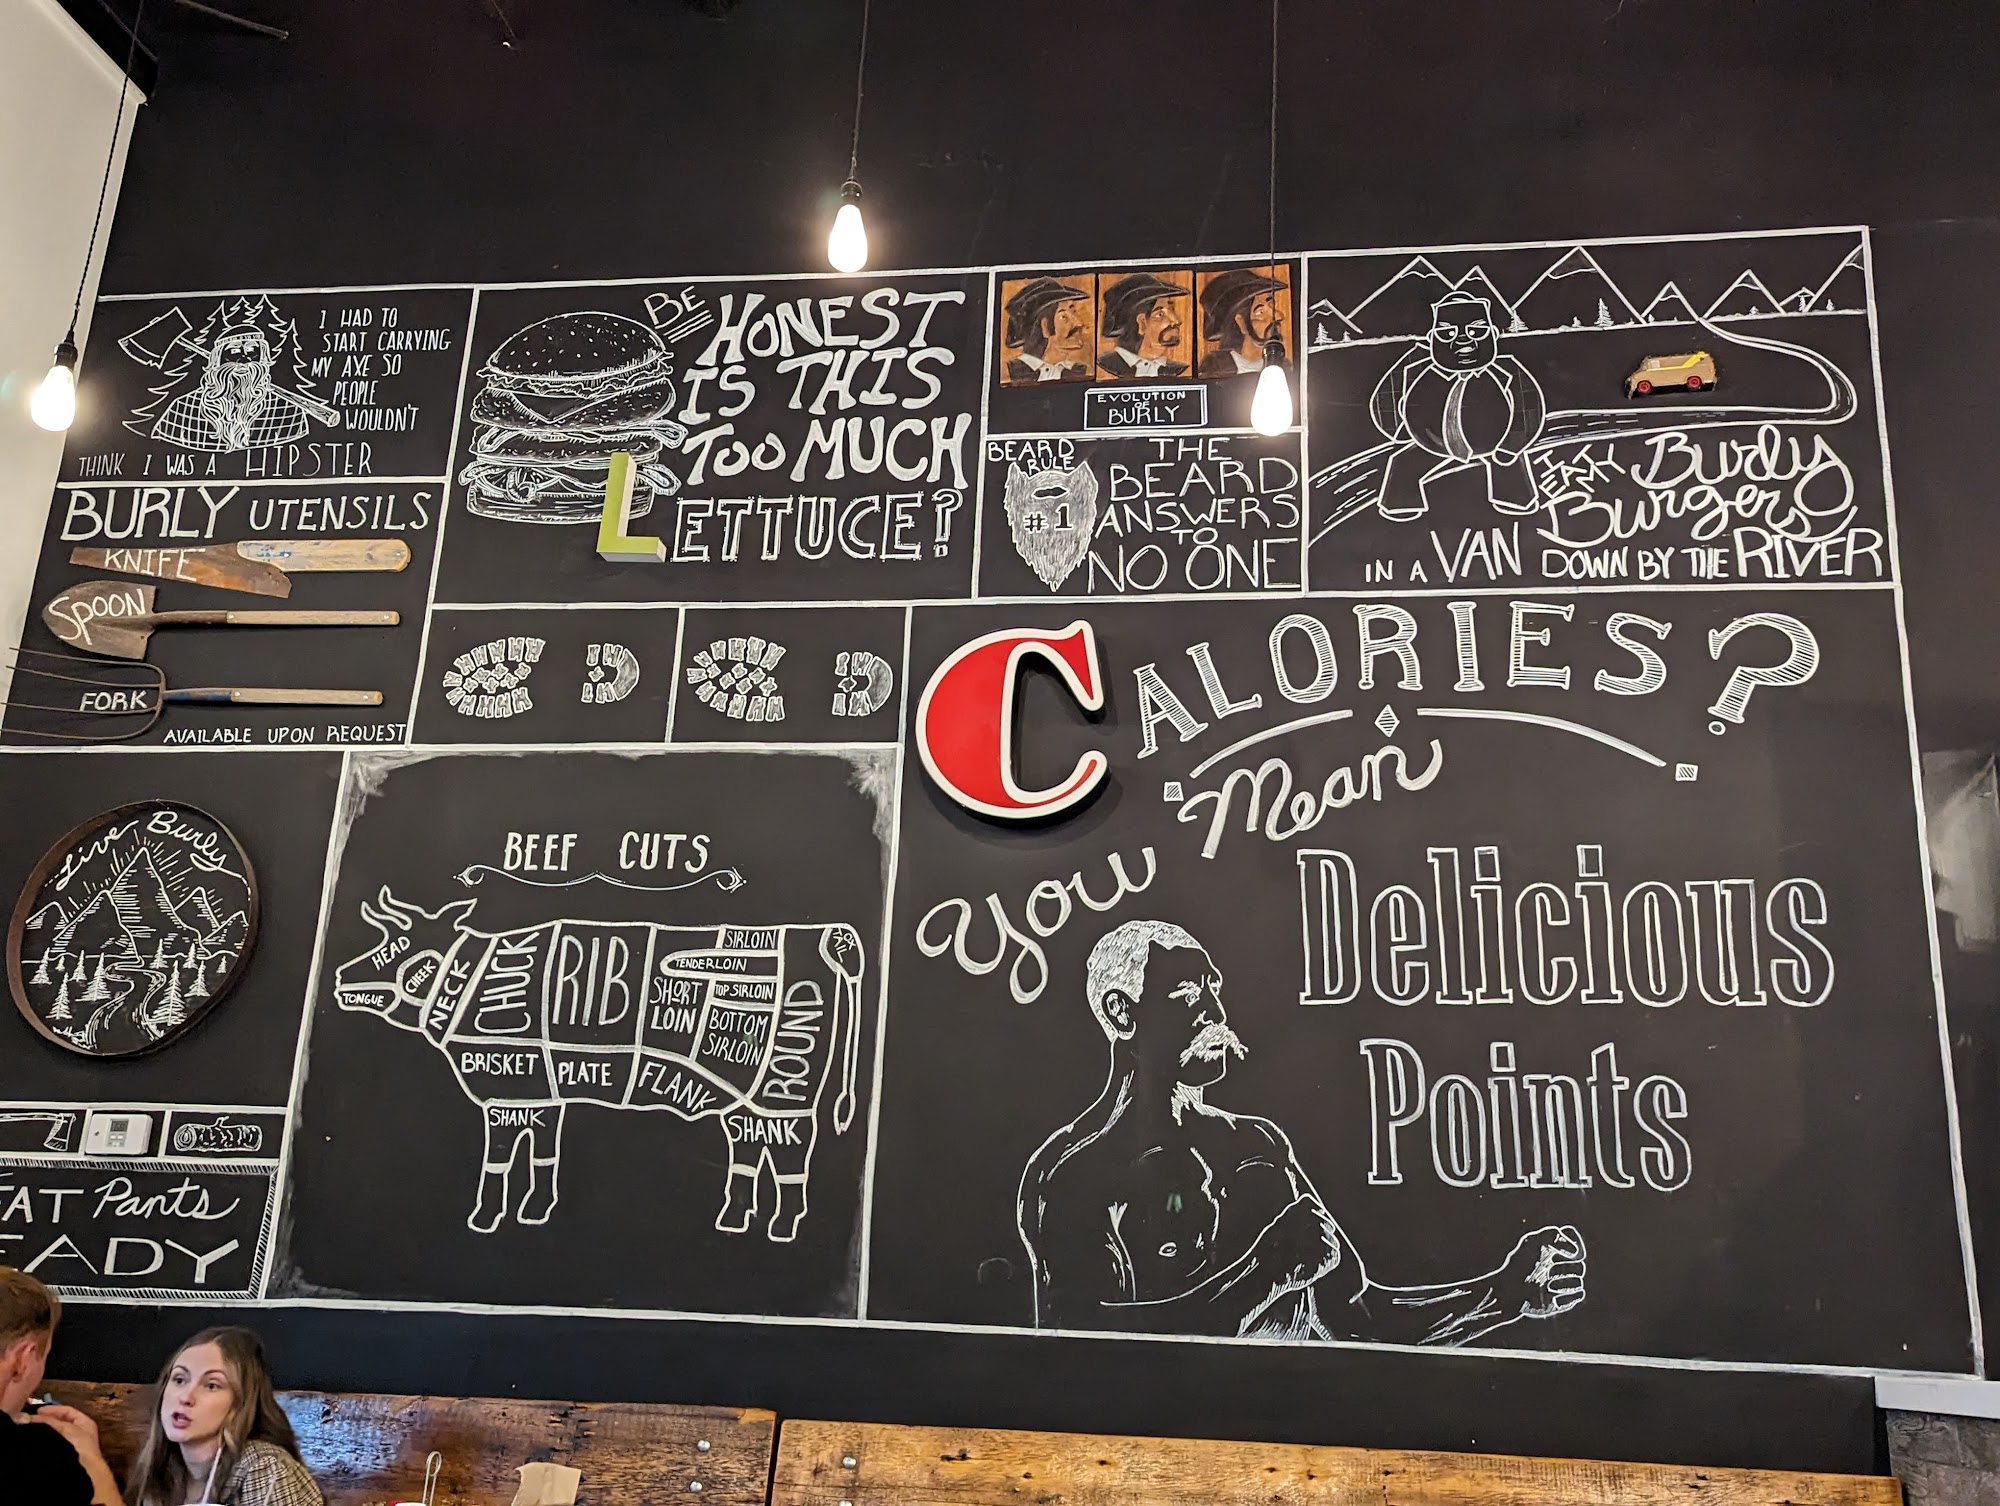 I HAD TO
START CARRYING
MY AXE SO
PEOPLE
WOULDN'T
THINK I WAS A HIPSTER
BURLY UTENSILS
KNIFE
SPOON
FORK
AVAILABLE UPON REQUEST
BE
HONEST
IS THIS
TOO MUCH
LETTUCE?
EVOLUTION
OF
BURLY
BEARD
RULE
#1
THE
BEARD
ANSWERS
TO
NO ONE
I EAT
MY
Burly
Burgers
IN A VAN DOWN BY THE RIVER
Live Burly
BEEF CUTS
HEAD
CHEEK
TONGUE
NECK
CHUCK
RIB
SHORT
LOIN
SIRLOIN
TENDERLOIN
TOP SIRLOIN
BOTTOM
SIRLOIN
ROUND
OX
TAIL
BRISKET
PLATE
FLANK
SHANK
SHANK
CALORIES?
You Mean
Delicious
Points
FAT Pants
EADY